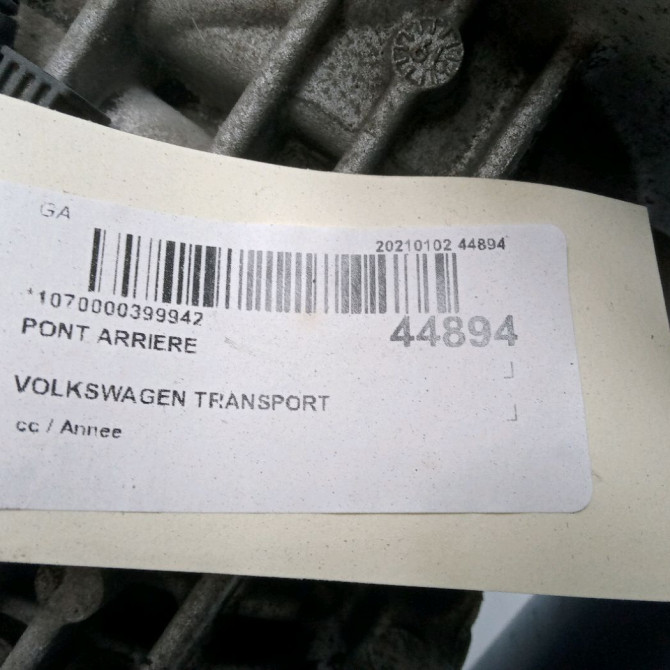 GA
20210102 44894
*1070000399942
44894
PONT ARRIERE
VOLKSWAGEN TRANSPORT
cc / Annee